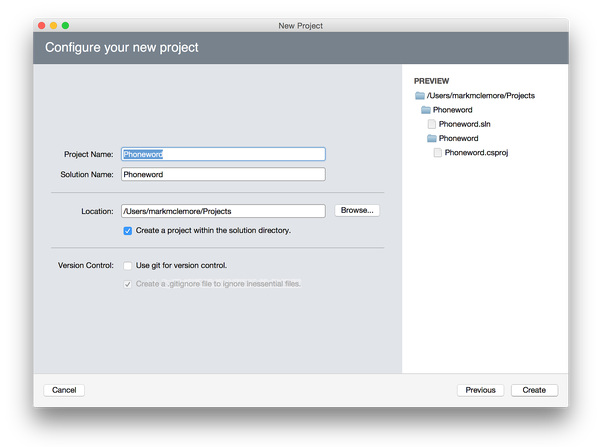 New Project
Configure your new project
Project Name: Phoneword
Solution Name: Phoneword
Location: /Users/markmclemore/Projects Browse...
Create a project within the solution directory.
Version Control: Use git for version control.
Create a .gitignore file to ignore inessential files.
PREVIEW
/Users/markmclemore/Projects
Phoneword
Phoneword.sln
Phoneword
Phoneword.csproj
Cancel Previous Create